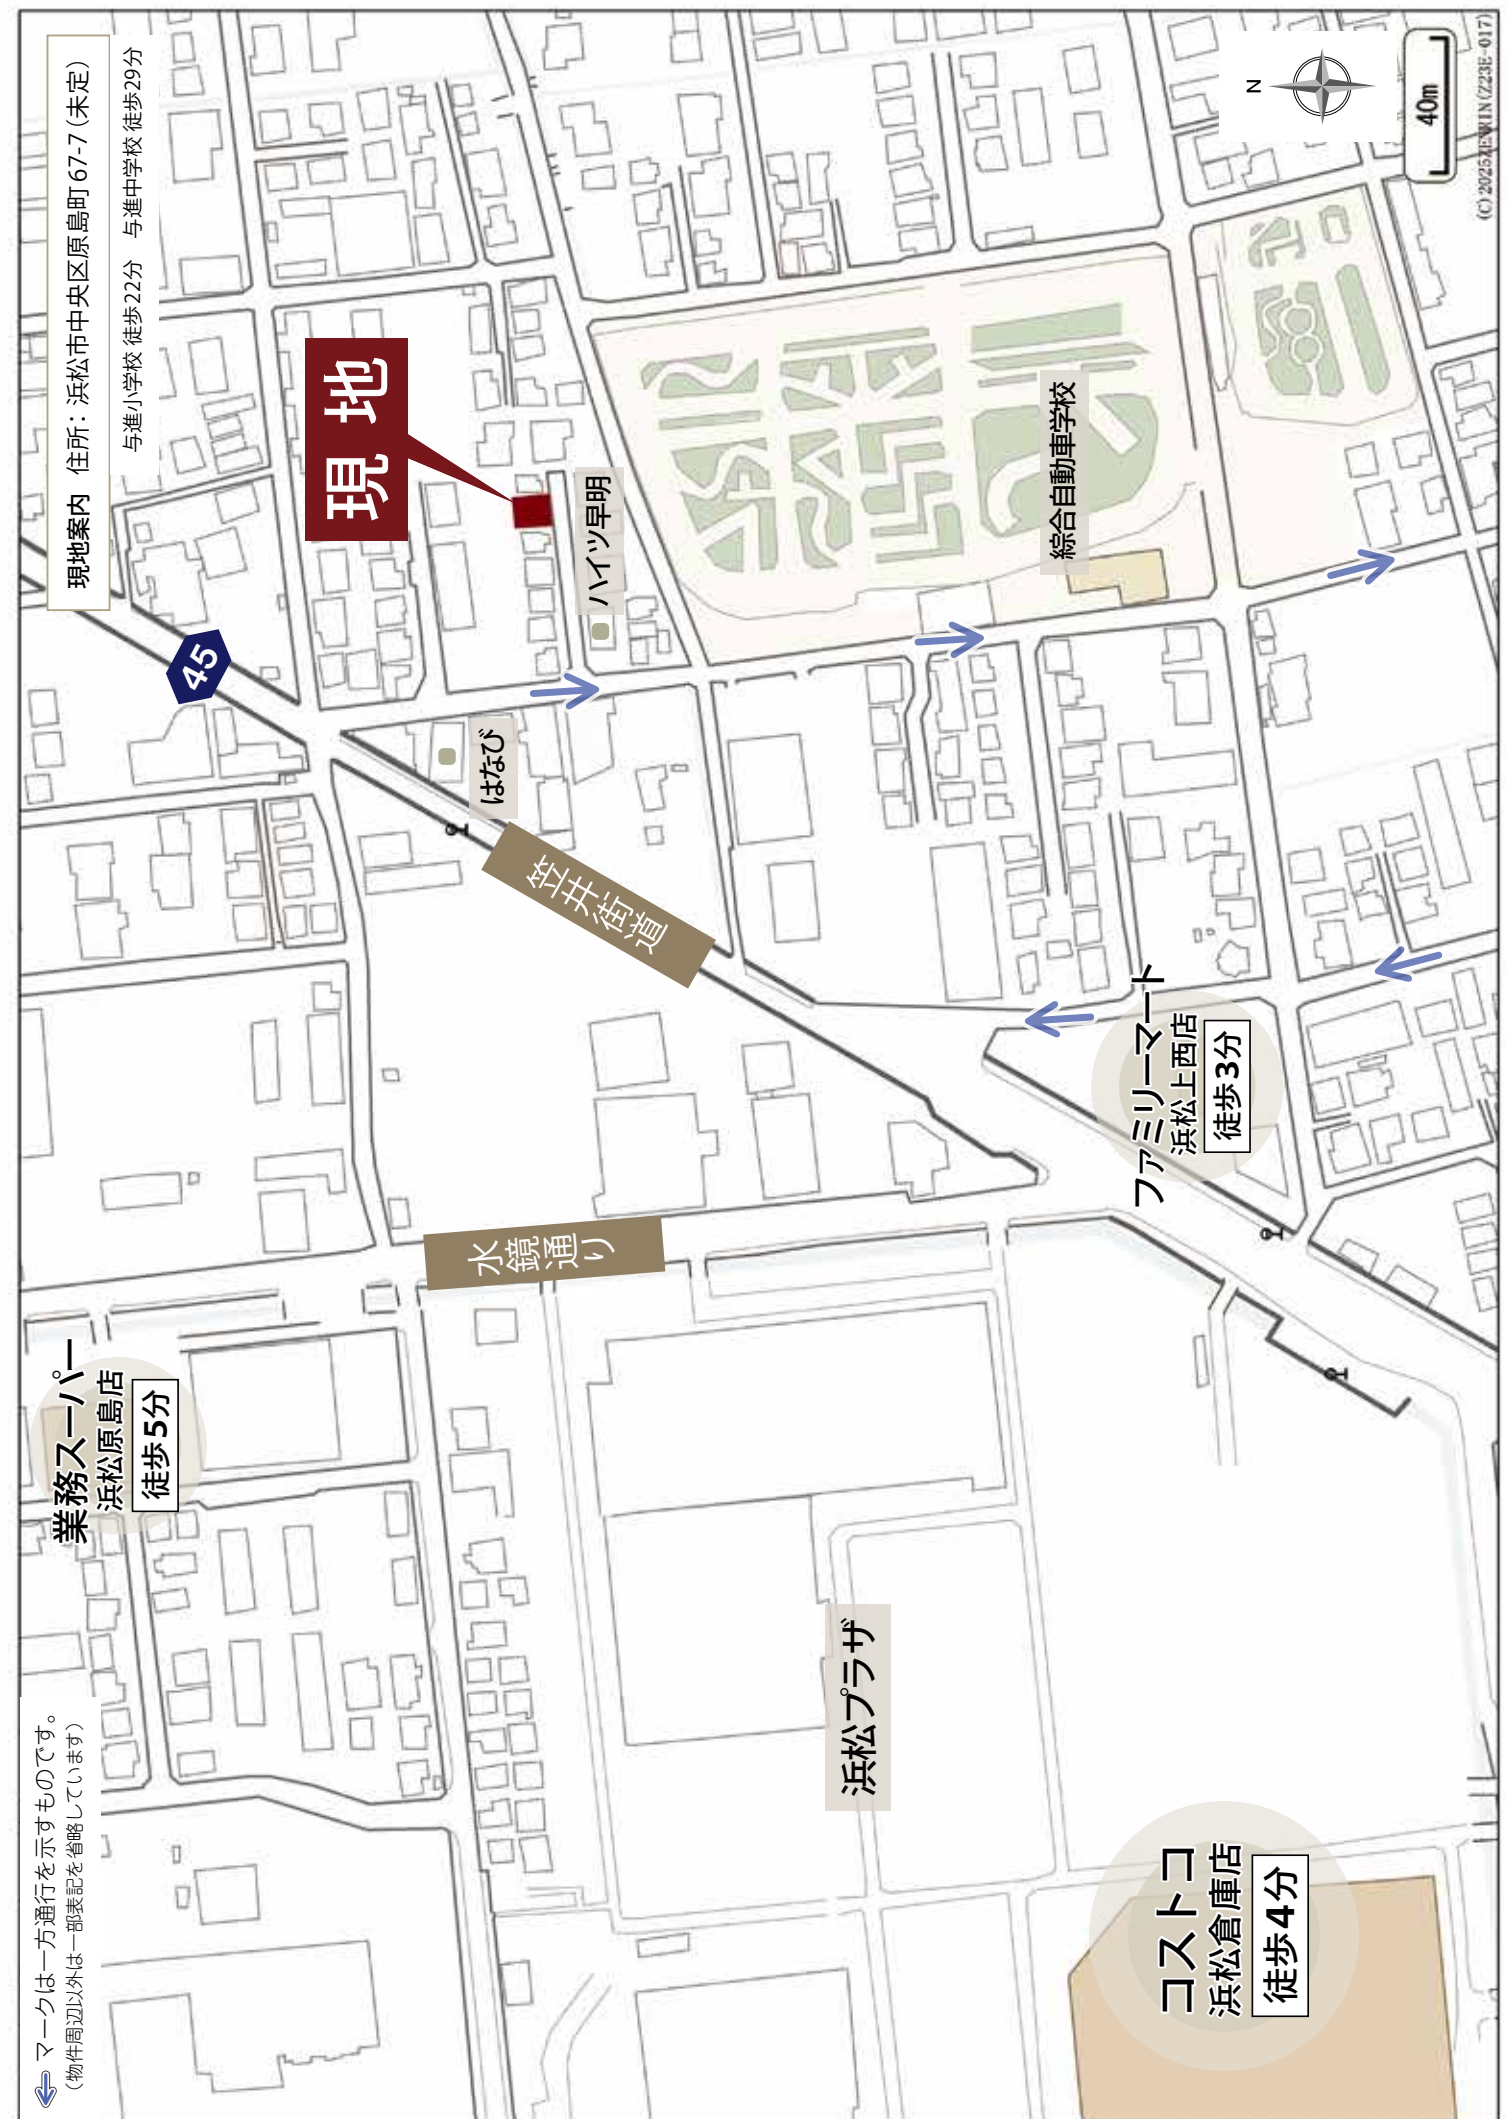 現地案内 住所：浜松市中央区原島町67-7(未定)
与進小学校 徒歩22分 与進中学校 徒歩29分
45
現地
ハイツ早明
はなび
笠井街道
綜合自動車学校
水鏡通り
ファミリーマート
浜松上西店
徒歩3分
業務スーパー
浜松原島店
徒歩5分
浜松プラザ
コストコ
浜松倉庫店
徒歩4分
マークは一方通行を示すものです。
（物件周辺以外は一部表記を省略しています）
N
40m
(C)2025ZENRIN(Z23E-017)